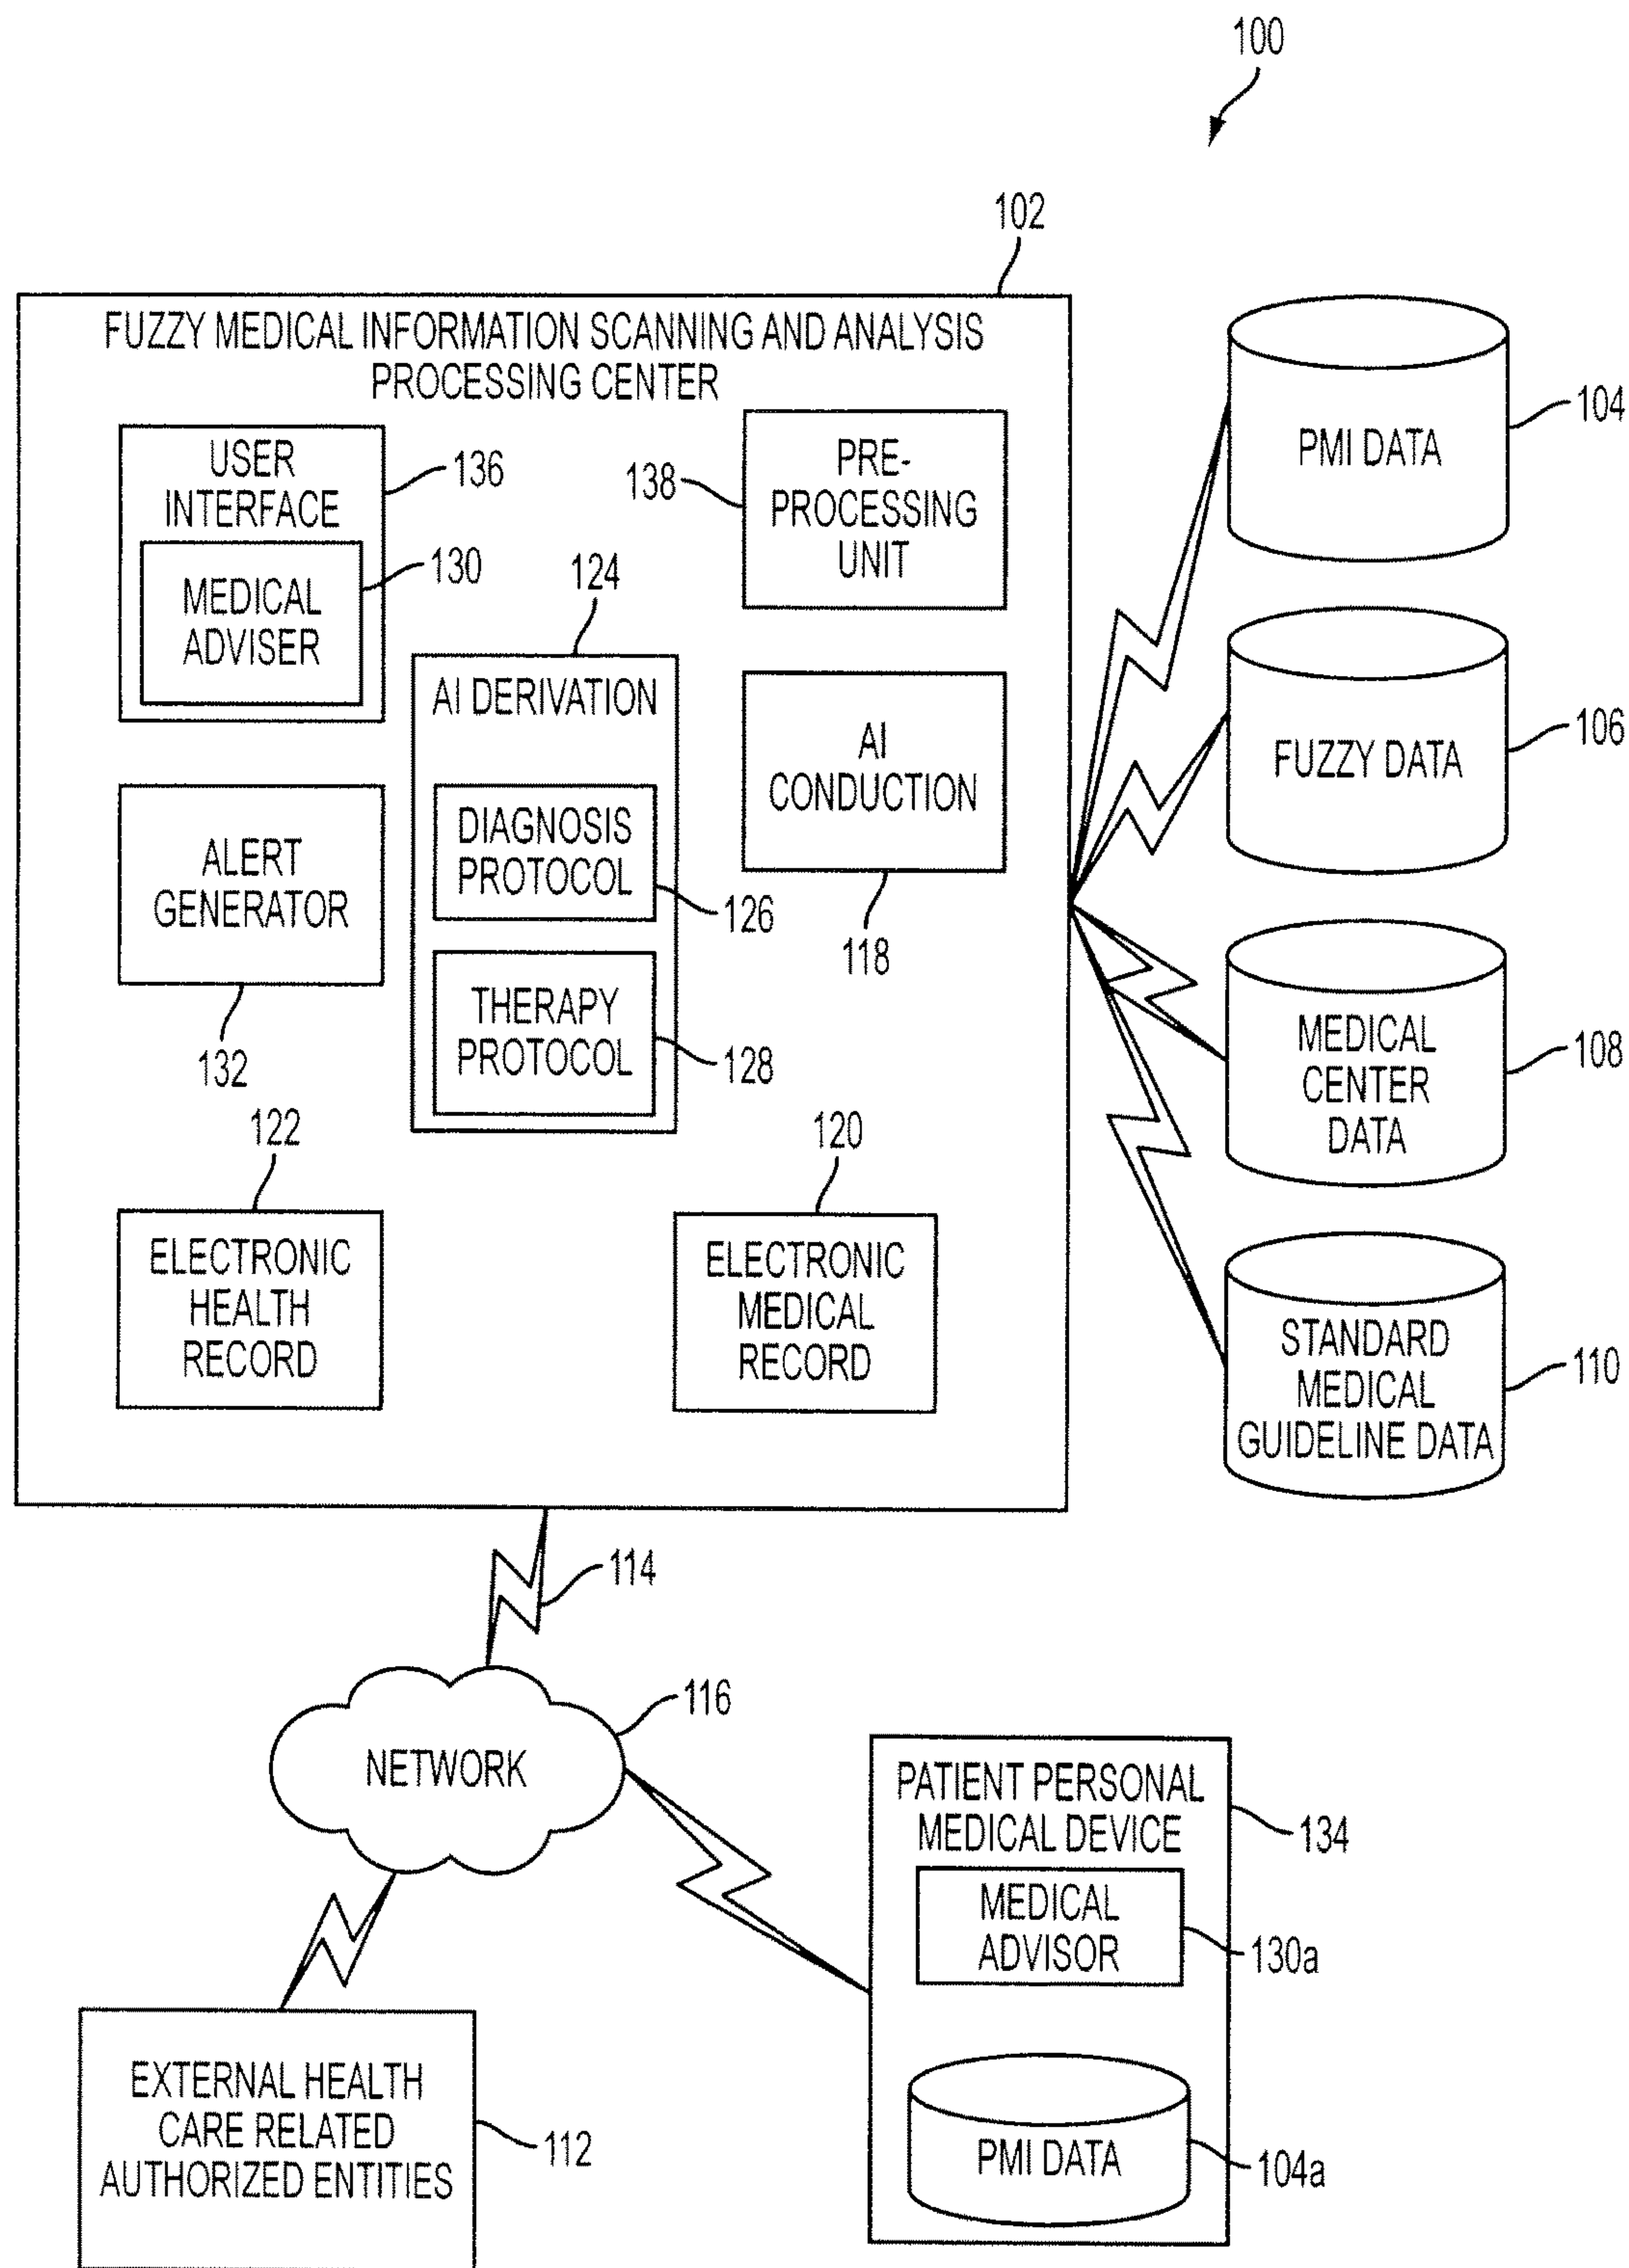 100
102
FUZZY MEDICAL INFORMATION SCANNING AND ANALYSIS
PROCESSING CENTER
USER
INTERFACE
136
MEDICAL
ADVISER
130
138
PRE-
PROCESSING
UNIT
124
AI DERIVATION
DIAGNOSIS
PROTOCOL
126
THERAPY
PROTOCOL
128
AI
CONDUCTION
118
ALERT
GENERATOR
132
122
ELECTRONIC
HEALTH
RECORD
120
ELECTRONIC
MEDICAL
RECORD
PMI DATA
104
FUZZY DATA
106
MEDICAL
CENTER
DATA
108
STANDARD
MEDICAL
GUIDELINE DATA
110
114
NETWORK
116
PATIENT PERSONAL
MEDICAL DEVICE
134
MEDICAL
ADVISOR
130a
PMI DATA
104a
EXTERNAL HEALTH
CARE RELATED
AUTHORIZED ENTITIES
112